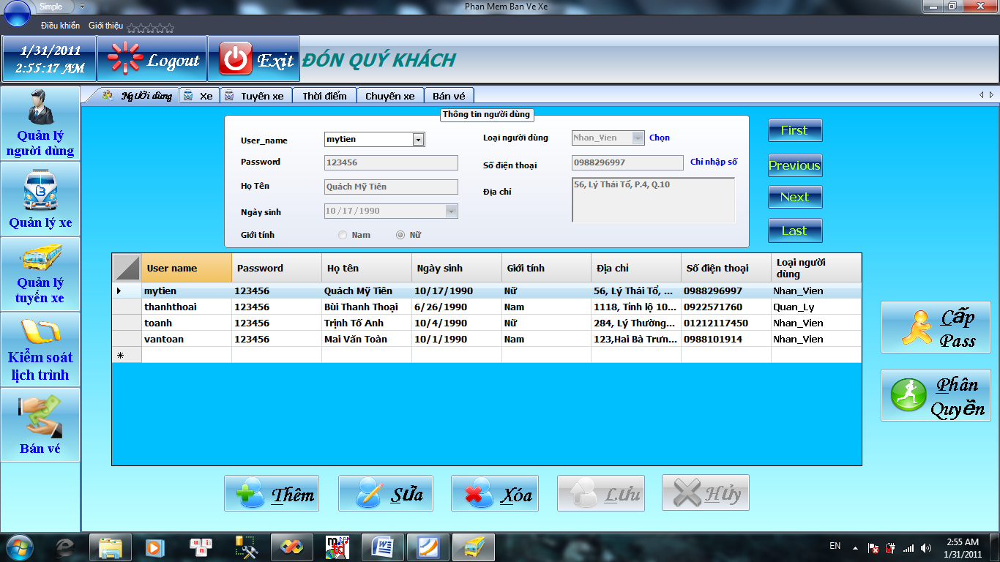 Simple
Phan Mem Ban Ve Xe
Điều khiển Giới thiệu
1/31/2011
2:55:17 AM
Logout
Exit
ĐÓN QUÝ KHÁCH
Quản lý
người dùng
Quản lý xe
Quản lý
tuyến xe
Kiểm soát
lịch trình
Bán vé
Người dùng Xe Tuyến xe Thời điểm Chuyến xe Bán vé
Thông tin người dùng
User_name mytien
Password 123456
Họ Tên Quách Mỹ Tiên
Ngày sinh 10/17/1990
Giới tính Nam Nữ
Loại người dùng Nhan_Vien Chọn
Số điện thoại 0988296997 Chỉ nhập số
Địa chỉ 56, Lý Thái Tổ, P.4, Q.10
First
Previous
Next
Last
User name Password Họ tên Ngày sinh Giới tính Địa chỉ Số điện thoại Loại người dùng
mytien 123456 Quách Mỹ Tiên 10/17/1990 Nữ 56, Lý Thái Tổ, ... 0988296997 Nhan_Vien
thanhthoai 123456 Bùi Thanh Thoại 6/26/1990 Nam 1118, Tỉnh lộ 10... 0922571760 Quan_Ly
toanh 123456 Trịnh Tố Anh 10/4/1990 Nữ 284, Lý Thường... 01212117450 Nhan_Vien
vantoan 123456 Mai Văn Toàn 10/1/1990 Nam 123,Hai Bà Trưn... 0988101914 Nhan_Vien
*
Cấp
Pass
Phân
Quyền
Thêm
Sửa
Xóa
Lưu
Hủy
EN
2:55 AM
1/31/2011